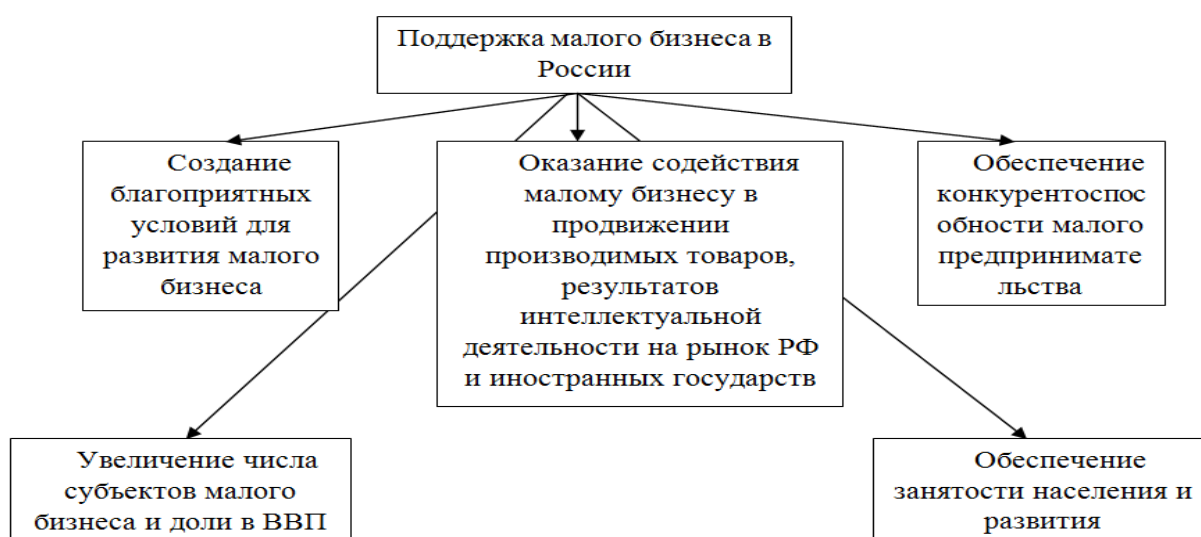 Поддержка малого бизнеса в
России
Создание
благоприятных
условий для
развития малого
бизнеса
Оказание содействия
малому бизнесу в
продвижении
производимых товаров,
результатов
интеллектуальной
деятельности на рынок РФ
и иностранных государств
Обеспечение
конкурентоспос
обности малого
предпринимате
льства
Увеличение числа
субъектов малого
бизнеса и доли в ВВП
Обеспечение
занятости населения и
развития